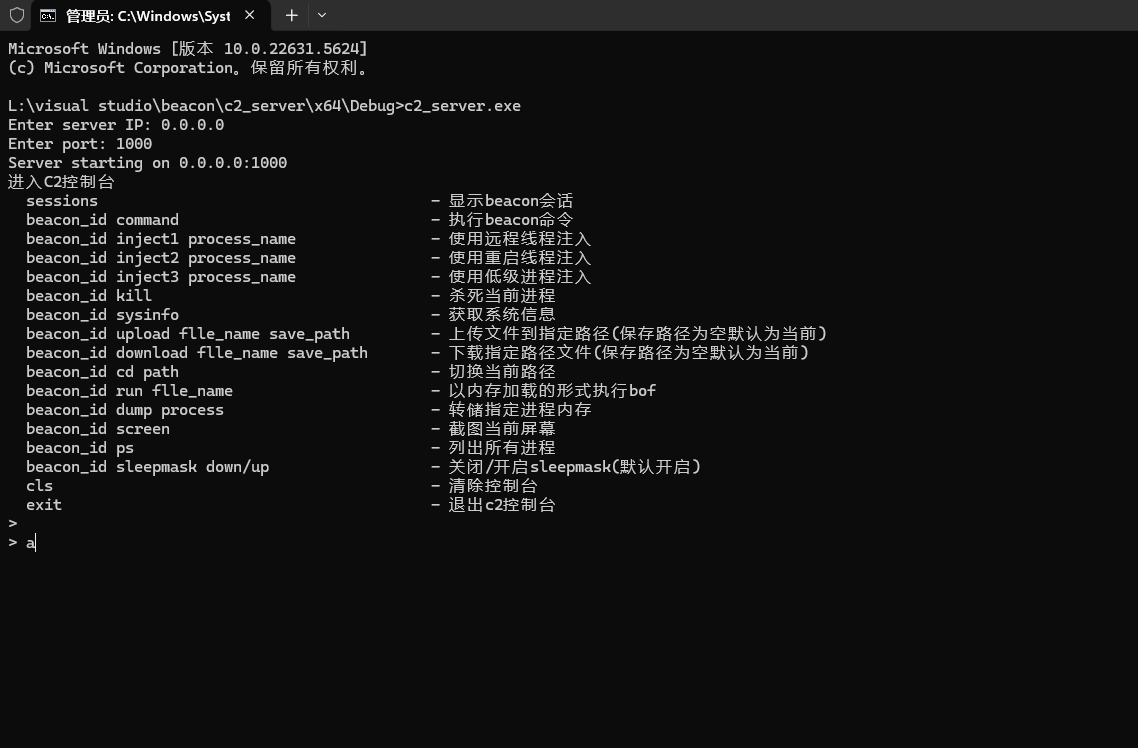 管理员: C:\Windows\Syst
Microsoft Windows [版本 10.0.22631.5624]
(c) Microsoft Corporation。保留所有权利。
L:\visual studio\beacon\c2_server\x64\Debug>c2_server.exe
Enter server IP: 0.0.0.0
Enter port: 1000
Server starting on 0.0.0.0:1000
进入C2控制台
sessions - 显示beacon会话
beacon_id command - 执行beacon命令
beacon_id inject1 process_name - 使用远程线程注入
beacon_id inject2 process_name - 使用重启线程注入
beacon_id inject3 process_name - 使用低级进程注入
beacon_id kill - 杀死当前进程
beacon_id sysinfo - 获取系统信息
beacon_id upload flle_name save_path - 上传文件到指定路径(保存路径为空默认为当前)
beacon_id download flle_name save_path - 下载指定路径文件(保存路径为空默认为当前)
beacon_id cd path - 切换当前路径
beacon_id run flle_name - 以内存加载的形式执行bof
beacon_id dump process - 转储指定进程内存
beacon_id screen - 截图当前屏幕
beacon_id ps - 列出所有进程
beacon_id sleepmask down/up - 关闭/开启sleepmask(默认开启)
cls - 清除控制台
exit - 退出c2控制台
>
> a